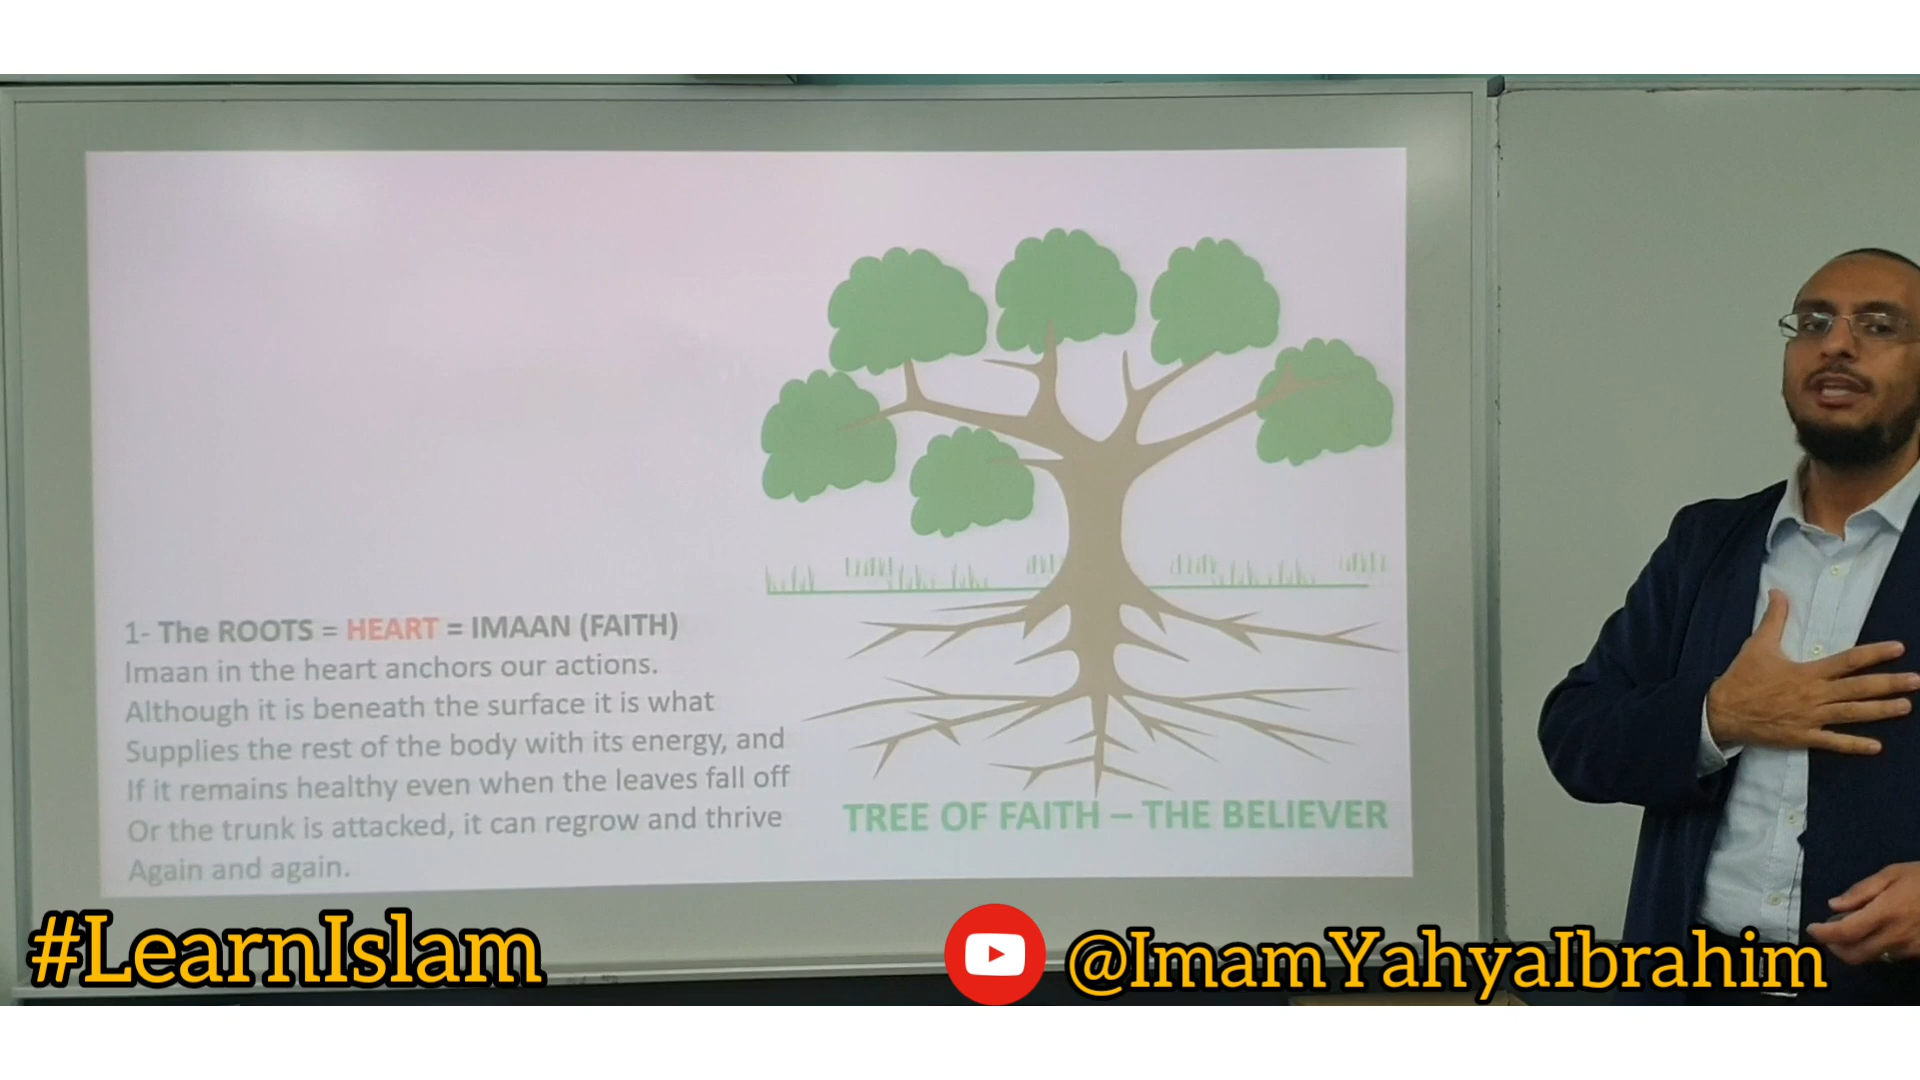 1- The ROOTS = HEART = IMAAN (FAITH)
Imaan in the heart anchors our actions.
Although it is beneath the surface it is what
Supplies the rest of the body with its energy, and
If it remains healthy even when the leaves fall off
Or the trunk is attacked, it can regrow and thrive
Again and again.
TREE OF FAITH – THE BELIEVER
#LearnIslam
@ImamYahyaIbrahim